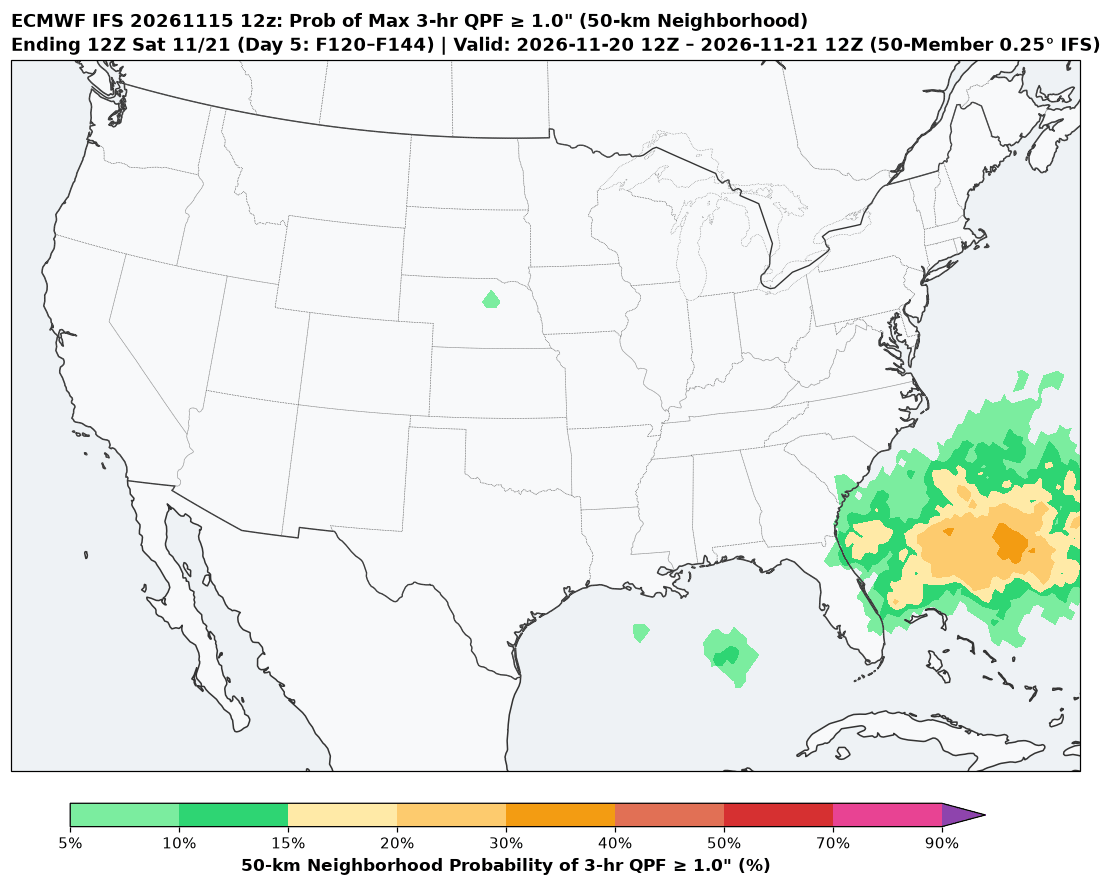 ECMWF IFS 20261115 12z: Prob of Max 3-hr QPF ≥ 1.0" (50-km Neighborhood)
Ending 12Z Sat 11/21 (Day 5: F120–F144) | Valid: 2026-11-20 12Z – 2026-11-21 12Z (50-Member 0.25° IFS)
5% 10% 15% 20% 30% 40% 50% 70% 90%
50-km Neighborhood Probability of 3-hr QPF ≥ 1.0" (%)